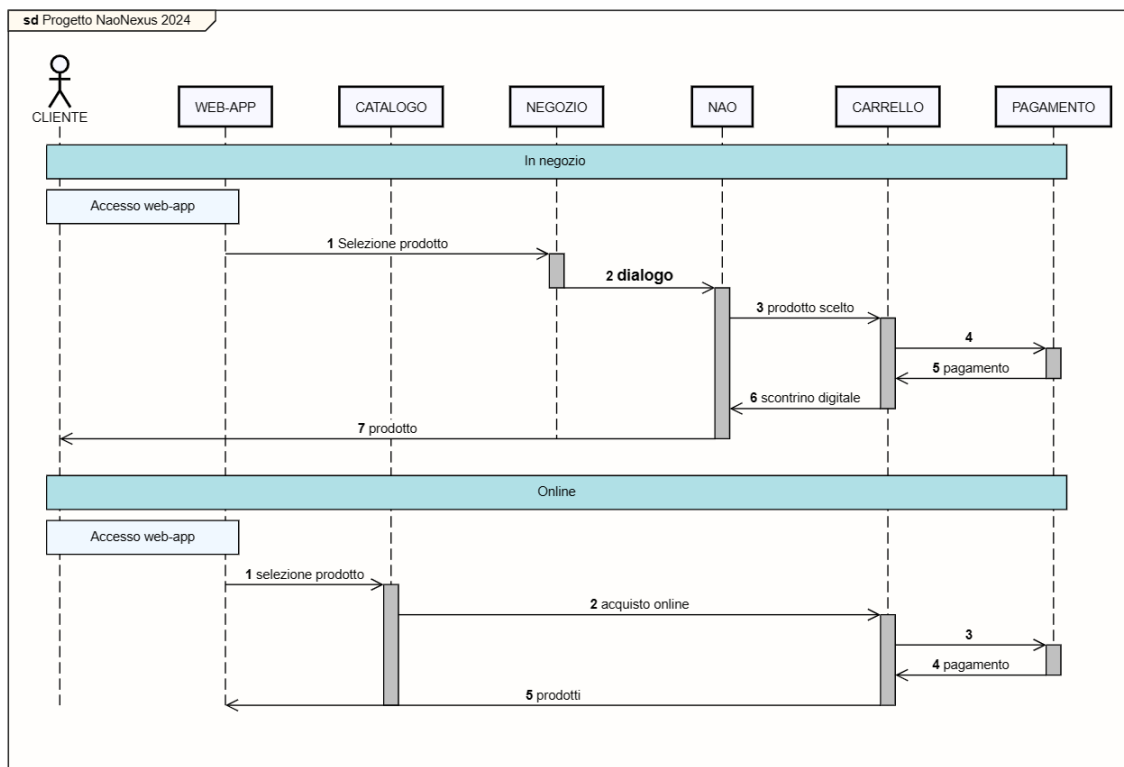 sd Progetto NaoNexus 2024
CLIENTE
WEB-APP
CATALOGO
NEGOZIO
NAO
CARRELLO
PAGAMENTO
In negozio
Accesso web-app
1 Selezione prodotto
2 dialogo
3 prodotto scelto
4
5 pagamento
6 scontrino digitale
7 prodotto
Online
Accesso web-app
1 selezione prodotto
2 acquisto online
3
4 pagamento
5 prodotti